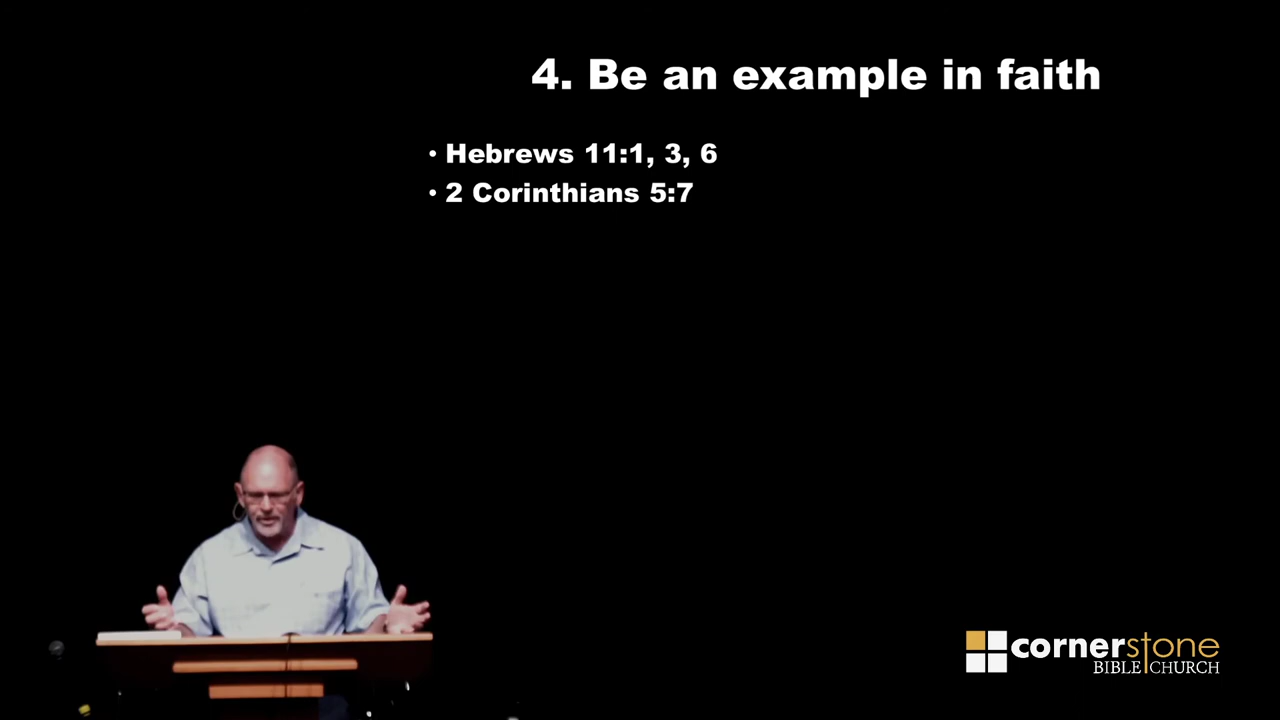 4. Be an example in faith
• Hebrews 11:1, 3, 6
• 2 Corinthians 5:7
cornerstone
BIBLE CHURCH